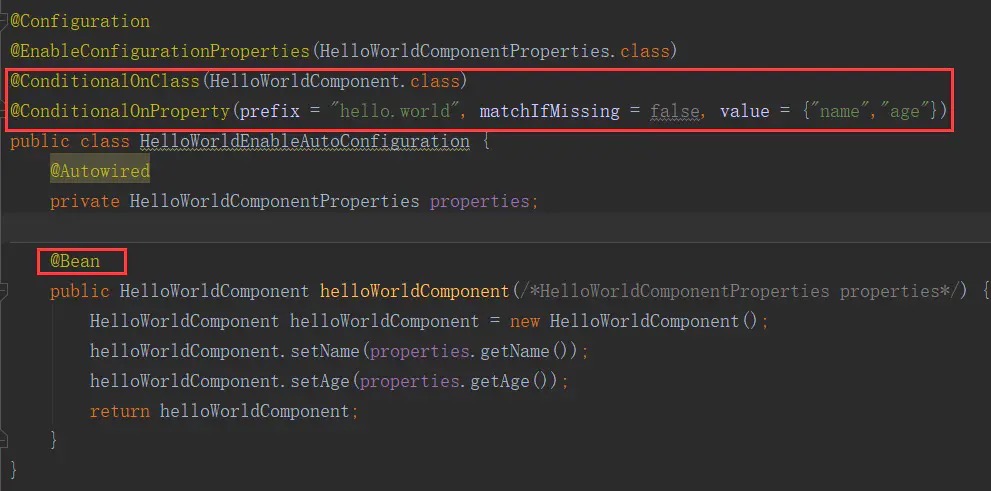 @Configuration
@EnableConfigurationProperties(HelloWorldComponentProperties.class)
@ConditionalOnClass(HelloWorldComponent.class)
@ConditionalOnProperty(prefix = "hello.world", matchIfMissing = false, value = {"name","age"})
public class HelloWorldEnableAutoConfiguration {
    @Autowired
    private HelloWorldComponentProperties properties;
    @Bean
    public HelloWorldComponent helloWorldComponent(/*HelloWorldComponentProperties properties*/) {
        HelloWorldComponent helloWorldComponent = new HelloWorldComponent();
        helloWorldComponent.setName(properties.getName());
        helloWorldComponent.setAge(properties.getAge());
        return helloWorldComponent;
    }
}